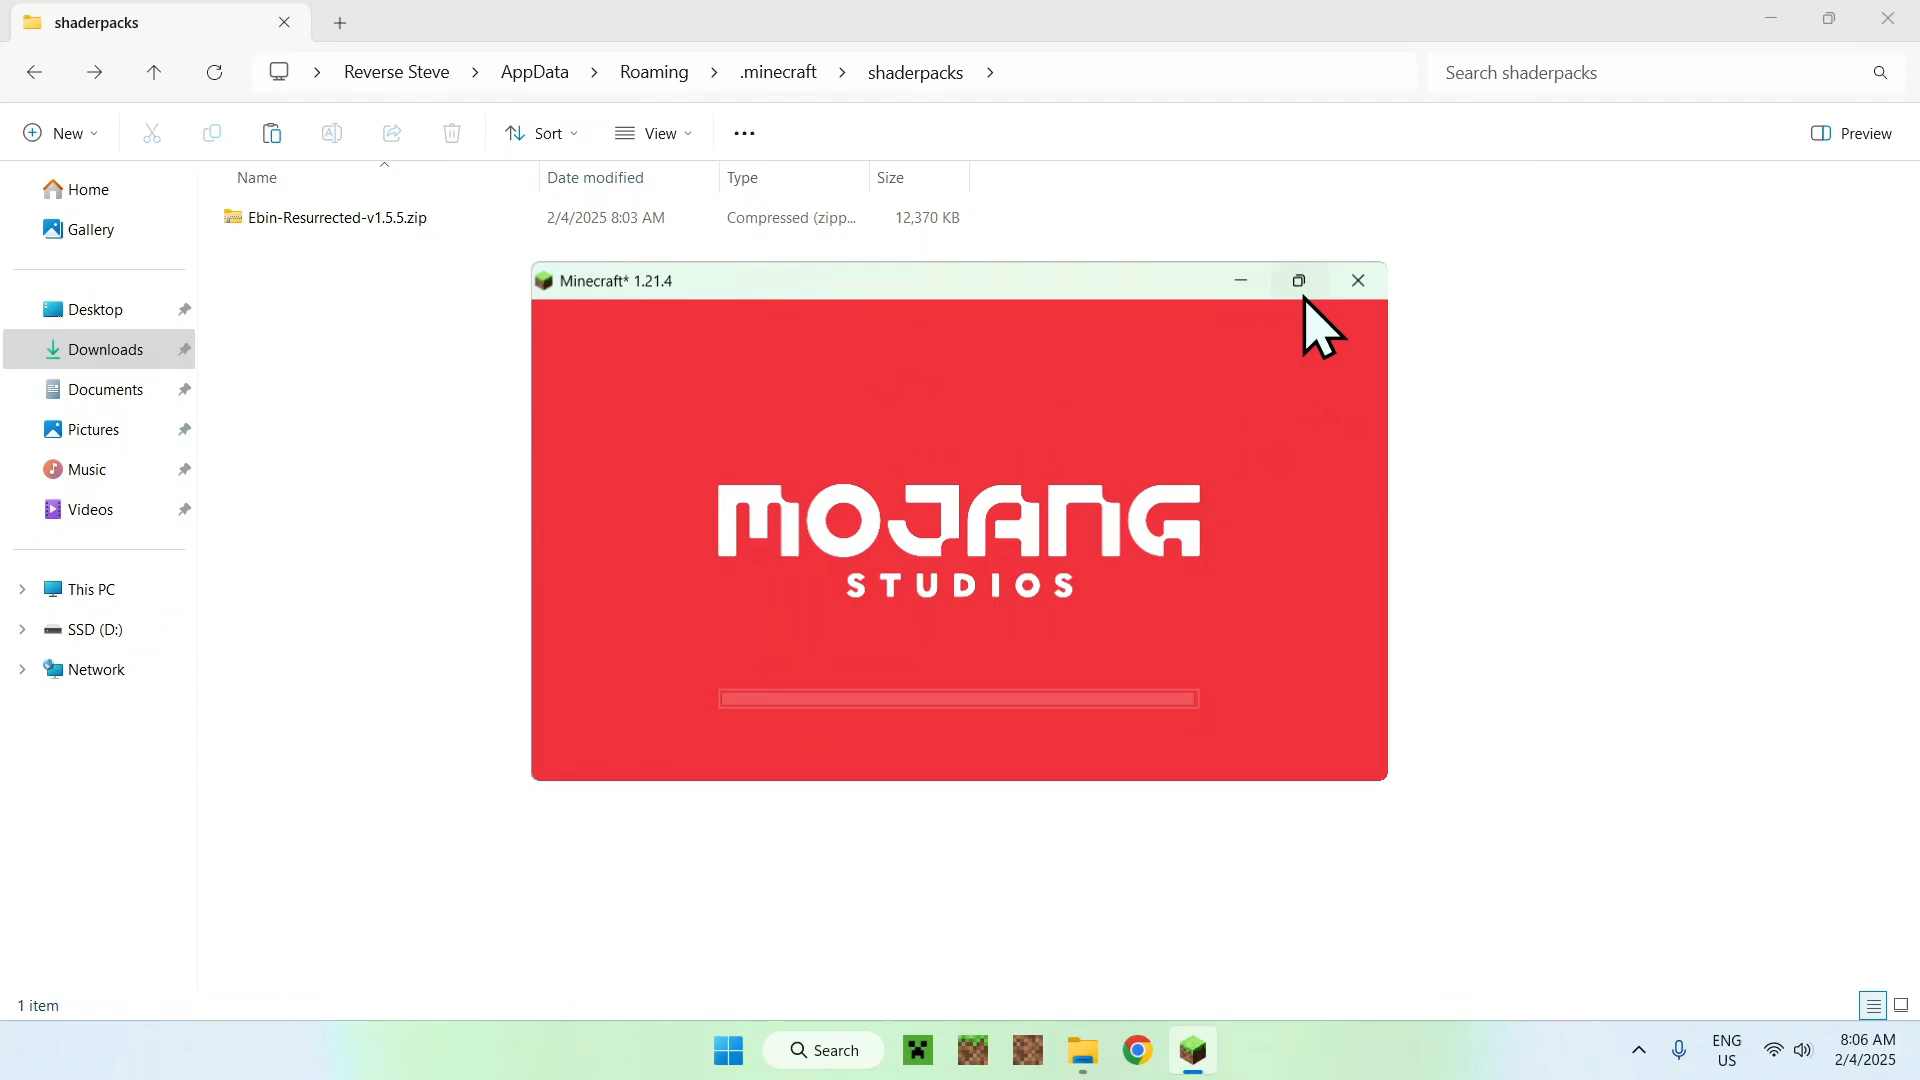 shaderpacks
Reverse Steve
AppData
Roaming
.minecraft
shaderpacks
Search shaderpacks
New
Sort
View
Preview
Name
Date modified
Type
Size
Ebin-Resurrected-v1.5.5.zip
2/4/2025 8:03 AM
Compressed (zipp...
12,370 KB
Home
Gallery
Desktop
Downloads
Documents
Pictures
Music
Videos
This PC
SSD (D:)
Network
Minecraft* 1.21.4
MOJANG
STUDIOS
1 item
Search
ENG
US
8:06 AM
2/4/2025